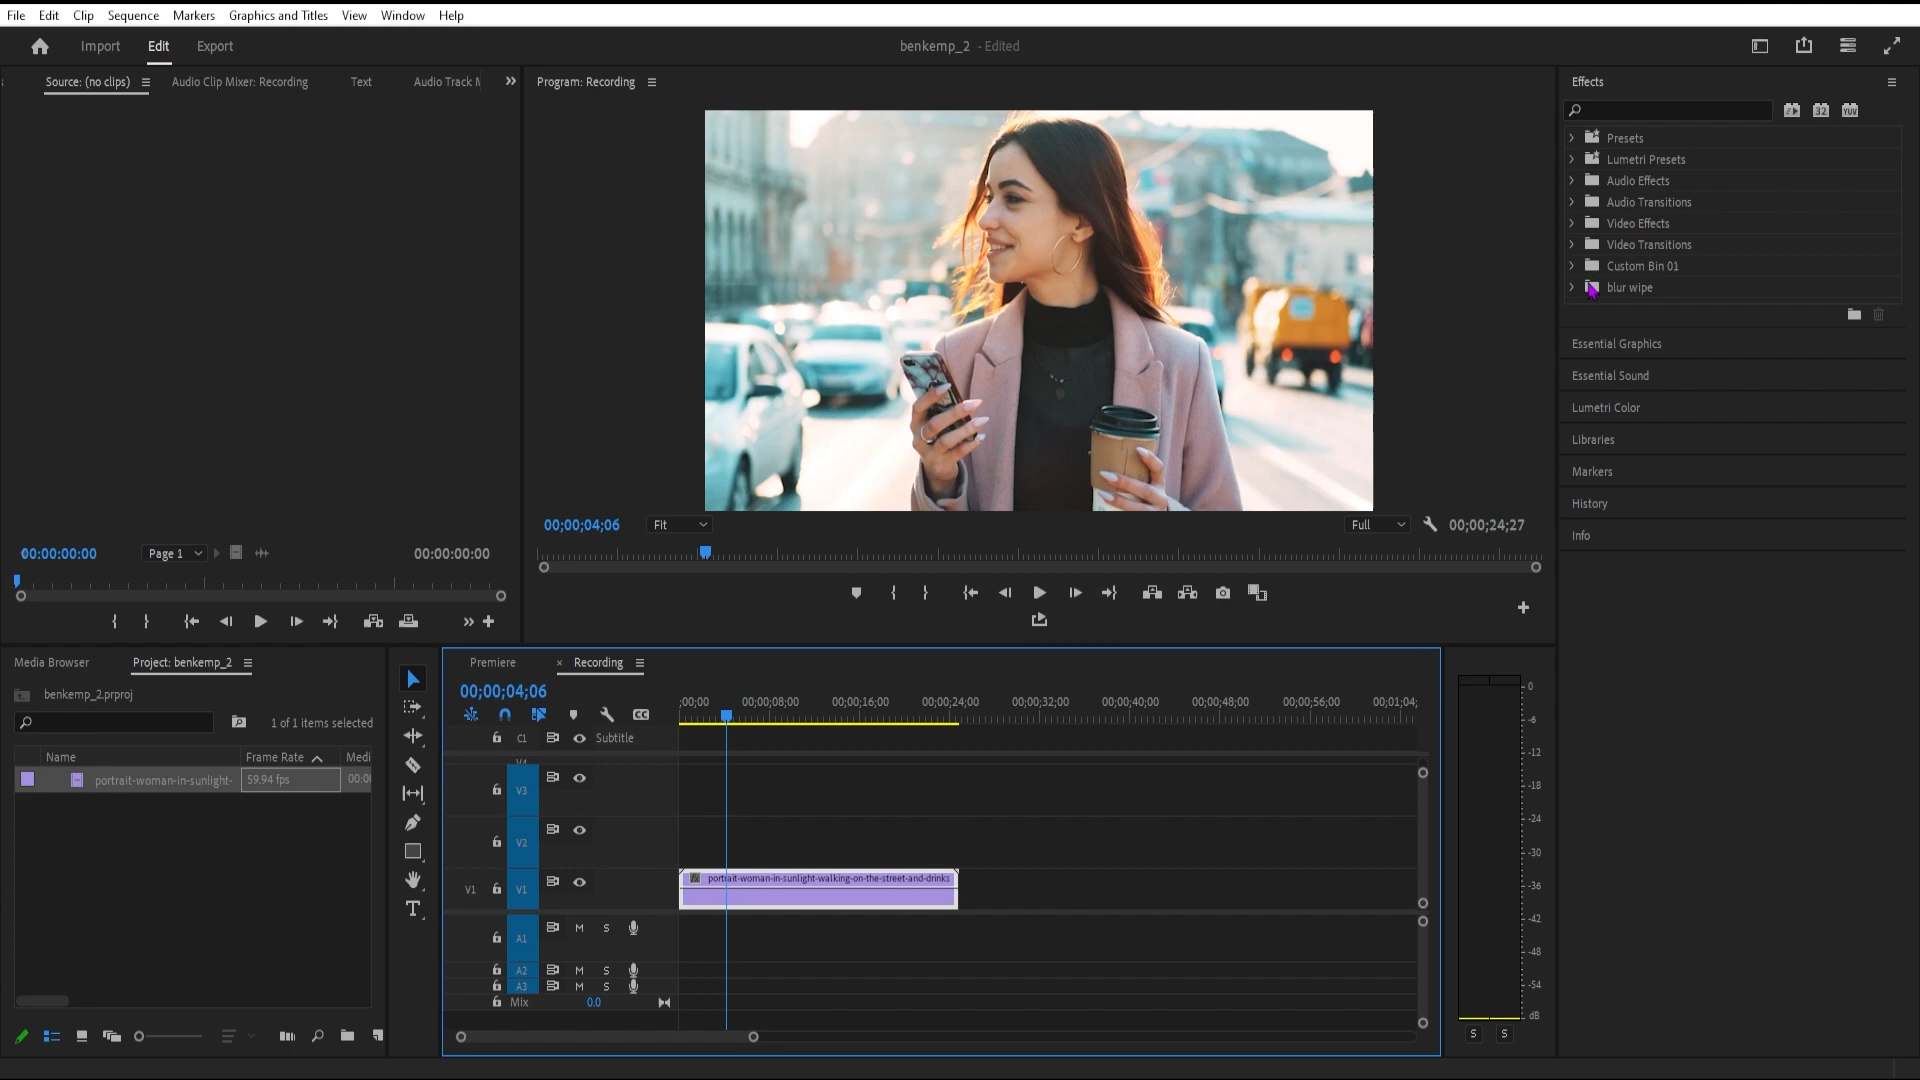 File Edit Clip Sequence Markers Graphics and Titles View Window Help
Import Edit Export
benkemp_2 - Edited
Source: (no clips) Audio Clip Mixer: Recording Text Audio Track
Program: Recording
Effects
32 YUV
Presets
Lumetri Presets
Audio Effects
Audio Transitions
Video Effects
Video Transitions
Custom Bin 01
blur wipe
Essential Graphics
Essential Sound
Lumetri Color
Libraries
Markers
History
Info
00;00;04;06 Fit Full 00;00;24;27
00:00:00:00 Page 1 00:00:00:00
Media Browser Project: benkemp_2
benkemp_2.prproj
1 of 1 items selected
Name Frame Rate Medi
portrait-woman-in-sunlight- 59.94 fps 00:0
Premiere × Recording
00;00;04;06
;00;00 00;00;08;00 00;00;16;00 00;00;24;00 00;00;32;00 00;00;40;00 00;00;48;00 00;00;56;00 00;01;04;
CC
C1 Subtitle
V3
V2
V1 V1 fx portrait-woman-in-sunlight-walking-on-the-street-and-drinks
A1 M S
A2 M S
A3 M S
Mix 0.0
0
-6
-12
-18
-24
-30
-36
-42
-48
-54
dB
S S